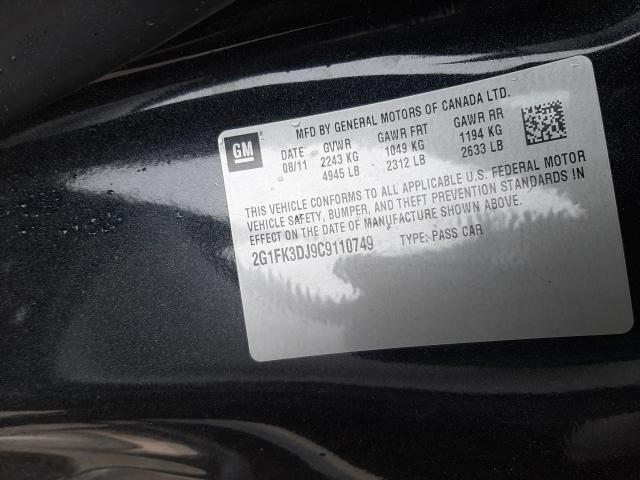 MFD BY GENERAL MOTORS OF CANADA LTD.
GM
DATE GVWR GAWR FRT GAWR RR
08/11 2243 KG 1049 KG 1194 KG
4945 LB 2312 LB 2633 LB
THIS VEHICLE CONFORMS TO ALL APPLICABLE U.S. FEDERAL MOTOR
VEHICLE SAFETY, BUMPER, AND THEFT PREVENTION STANDARDS IN
EFFECT ON THE DATE OF MANUFACTURE SHOWN ABOVE.
2G1FK3DJ9C9110749 TYPE: PASS CAR